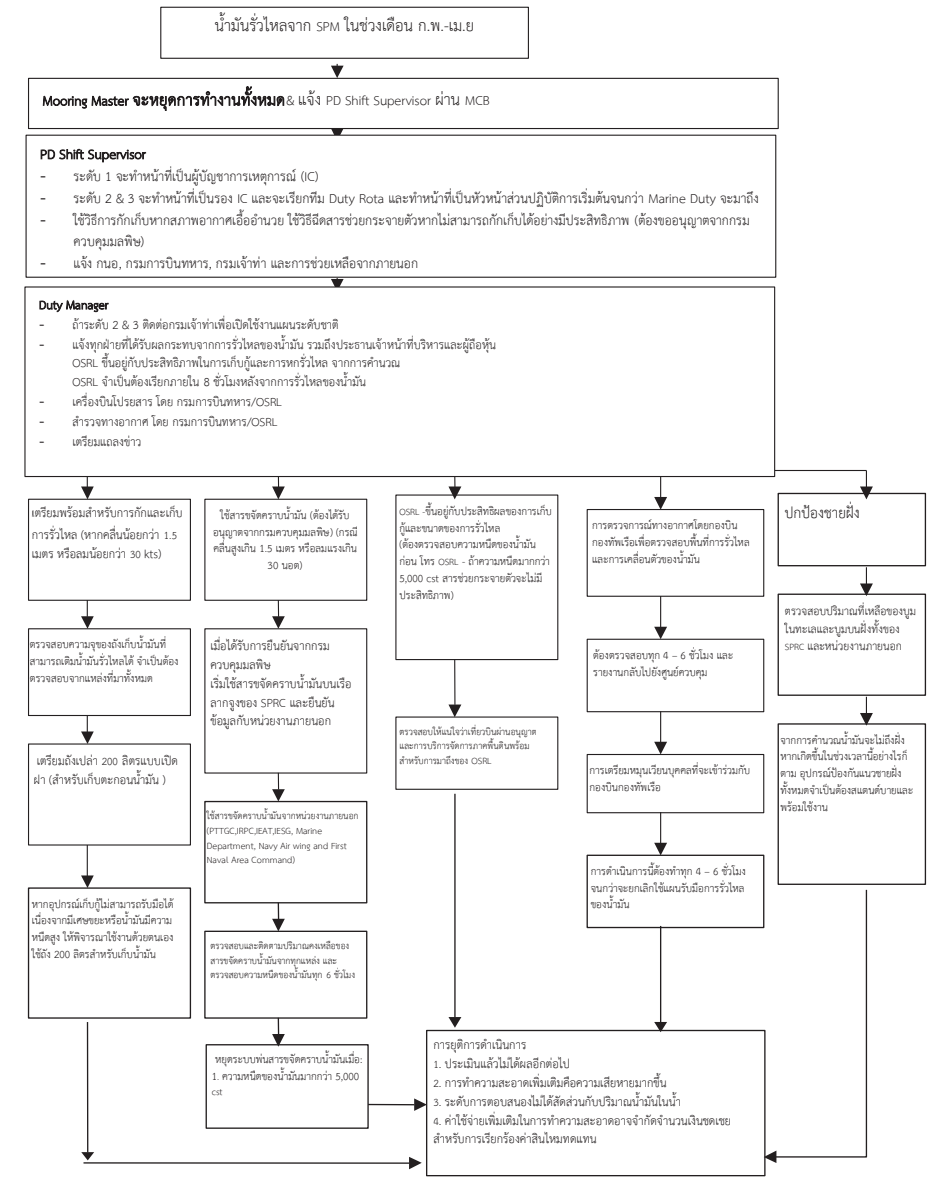 น้ำมันรั่วไหลจาก SPM ในช่วงเดือน ก.พ.-เม.ย
Mooring Master จะหยุดการทำงานทั้งหมด& แจ้ง PD Shift Supervisor ผ่าน MCB
PD Shift Supervisor
- ระดับ 1 จะทำหน้าที่เป็นผู้บัญชาการเหตุการณ์ (IC)
- ระดับ 2 & 3 จะทำหน้าที่เป็นรอง IC และจะเรียกทีม Duty Rota และทำหน้าที่เป็นหัวหน้าส่วนปฏิบัติการเริ่มต้นจนกว่า Marine Duty จะมาถึง
- ใช้วิธีการกักเก็บหากสภาพอากาศเอื้ออำนวย ใช้วิธีฉีดสารช่วยกระจายตัวหากไม่สามารถกักเก็บได้อย่างมีประสิทธิภาพ (ต้องขออนุญาตจากกรม
ควบคุมมลพิษ)
- แจ้ง กนอ, กรมการบินทหาร, กรมเจ้าท่า และการช่วยเหลือจากภายนอก
Duty Manager
- ถ้าระดับ 2 & 3 ติดต่อกรมเจ้าท่าเพื่อเปิดใช้งานแผนระดับชาติ
- แจ้งทุกฝ่ายที่ได้รับผลกระทบจากการรั่วไหลของน้ำมัน รวมถึงประธานเจ้าหน้าที่บริหารและผู้ถือหุ้น
OSRL ขึ้นอยู่กับประสิทธิภาพในการเก็บกู้และการหกรั่วไหล จากการคำนวณ
OSRL จำเป็นต้องเรียกภายใน 8 ชั่วโมงหลังจากการรั่วไหลของน้ำมัน
- เครื่องบินโปรยสาร โดย กรมการบินทหาร/OSRL
- สำรวจทางอากาศ โดย กรมการบินทหาร/OSRL
- เตรียมแถลงข่าว
เตรียมพร้อมสำหรับการกักและเก็บ
การรั่วไหล (หากคลื่นน้อยกว่า 1.5
เมตร หรือลมน้อยกว่า 30 kts)
ตรวจสอบความจุของถังเก็บน้ำมันที่
สามารถเติมน้ำมันรั่วไหลได้ จำเป็นต้อง
ตรวจสอบจากแหล่งที่มาทั้งหมด
เตรียมถังเปล่า 200 ลิตรแบบเปิด
ฝา (สำหรับเก็บตะกอนน้ำมัน )
หากอุปกรณ์เก็บกู้ไม่สามารถรับมือได้
เนื่องจากมีเศษขยะหรือน้ำมันมีความ
หนืดสูง ให้พิจารณาใช้งานด้วยตนเอง
ใช้ถัง 200 ลิตรสำหรับเก็บน้ำมัน
ใช้สารขจัดคราบน้ำมัน (ต้องได้รับ
อนุญาตจากกรมควบคุมมลพิษ) (กรณี
คลื่นสูงเกิน 1.5 เมตร หรือลมแรงเกิน
30 นอต)
เมื่อได้รับการยืนยันจากกรม
ควบคุมมลพิษ
เริ่มใช้สารขจัดคราบน้ำมันบนเรือ
ลากจูงของ SPRC และยืนยัน
ข้อมูลกับหน่วยงานภายนอก
ใช้สารขจัดคราบน้ำมันจากหน่วยงานภายนอก
(PTTGC,IRPC,IEAT,IESG, Marine
Department, Navy Air wing and First
Naval Area Command)
ตรวจสอบและติดตามปริมาณคงเหลือของ
สารขจัดคราบน้ำมันจากทุกแหล่ง และ
ตรวจสอบความหนืดของน้ำมันทุก 6 ชั่วโมง
หยุดระบบพ่นสารขจัดคราบน้ำมันเมื่อ:
1. ความหนืดของน้ำมันมากกว่า 5,000
cst
OSRL -ขึ้นอยู่กับประสิทธิผลของการเก็บ
กู้และขนาดของการรั่วไหล
(ต้องตรวจสอบความหนืดของน้ำมัน
ก่อน โทร OSRL - ถ้าความหนืดมากกว่า
5,000 cst สารช่วยกระจายตัวจะไม่มี
ประสิทธิภาพ)
ตรวจสอบให้แน่ใจว่าเที่ยวบินผ่านอนุญาต
และการบริการจัดการภาคพื้นดินพร้อม
สำหรับการมาถึงของ OSRL
การตรวจการณ์ทางอากาศโดยกองบิน
กองทัพเรือเพื่อตรวจสอบพื้นที่การรั่วไหล
และการเคลื่อนตัวของน้ำมัน
ต้องตรวจสอบทุก 4 – 6 ชั่วโมง และ
รายงานกลับไปยังศูนย์ควบคุม
การเตรียมหมุนเวียนบุคคลที่จะเข้าร่วมกับ
กองบินกองทัพเรือ
การดำเนินการนี้ต้องทำทุก 4 – 6 ชั่วโมง
จนกว่าจะยกเลิกใช้แผนรับมือการรั่วไหล
ของน้ำมัน
ปกป้องชายฝั่ง
ตรวจสอบปริมาณที่เหลือของบูม
ในทะเลและบูมบนฝั่งทั้งของ
SPRC และหน่วยงานภายนอก
จากการคำนวณน้ำมันจะไม่ถึงฝั่ง
หากเกิดขึ้นในช่วงเวลานี้อย่างไรก็
ตาม อุปกรณ์ป้องกันแนวชายฝั่ง
ทั้งหมดจำเป็นต้องสแตนด์บายและ
พร้อมใช้งาน
การยุติการดำเนินการ
1. ประเมินแล้วไม่ได้ผลอีกต่อไป
2. การทำความสะอาดเพิ่มเติมคือความเสียหายมากขึ้น
3. ระดับการตอบสนองไม่ได้สัดส่วนกับปริมาณน้ำมันในน้ำ
4. ค่าใช้จ่ายเพิ่มเติมในการทำความสะอาดอาจจำกัดจำนวนเงินชดเชย
สำหรับการเรียกร้องค่าสินไหมทดแทน